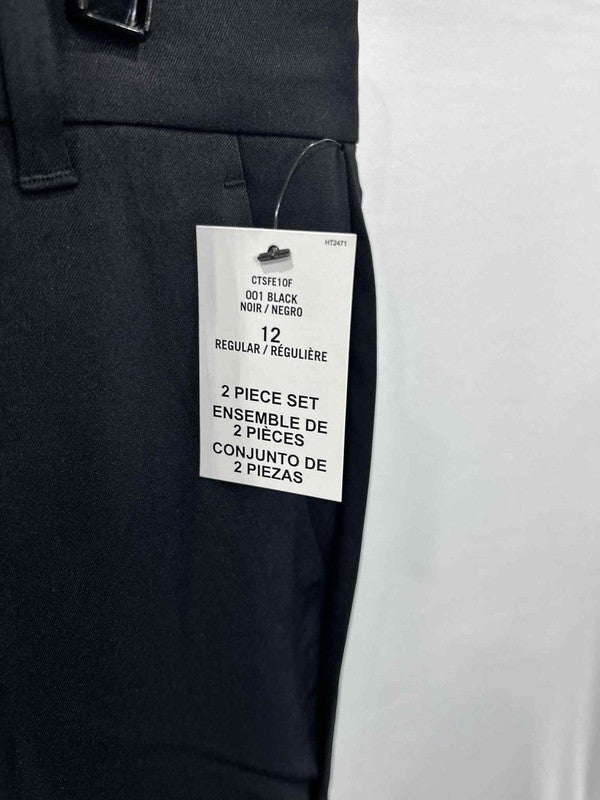 HT2471
CTSFE10F
001 BLACK
NOIR / NEGRO
12
REGULAR / RÉGULIÈRE
2 PIECE SET
ENSEMBLE DE
2 PIÈCES
CONJUNTO DE
2 PIEZAS